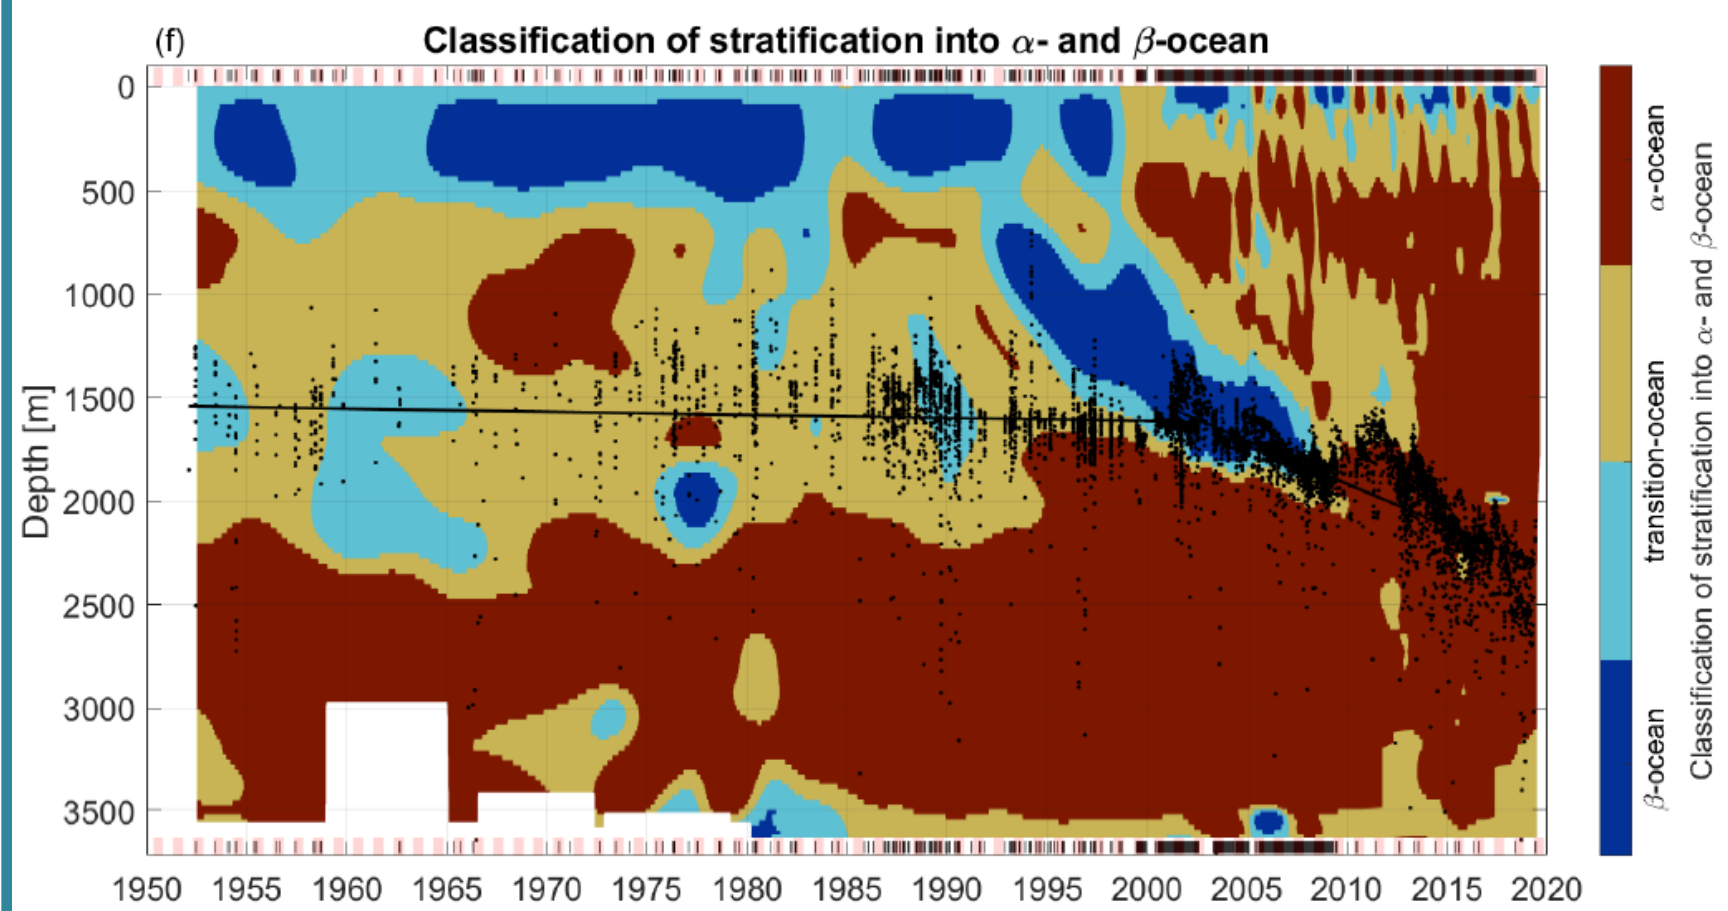 (f)
Classification of stratification into α- and β-ocean
0
500
1000
1500
2000
2500
3000
3500
Depth [m]
1950 1955 1960 1965 1970 1975 1980 1985 1990 1995 2000 2005 2010 2015 2020
α-ocean
transition-ocean
β-ocean
Classification of stratification into α- and β-ocean